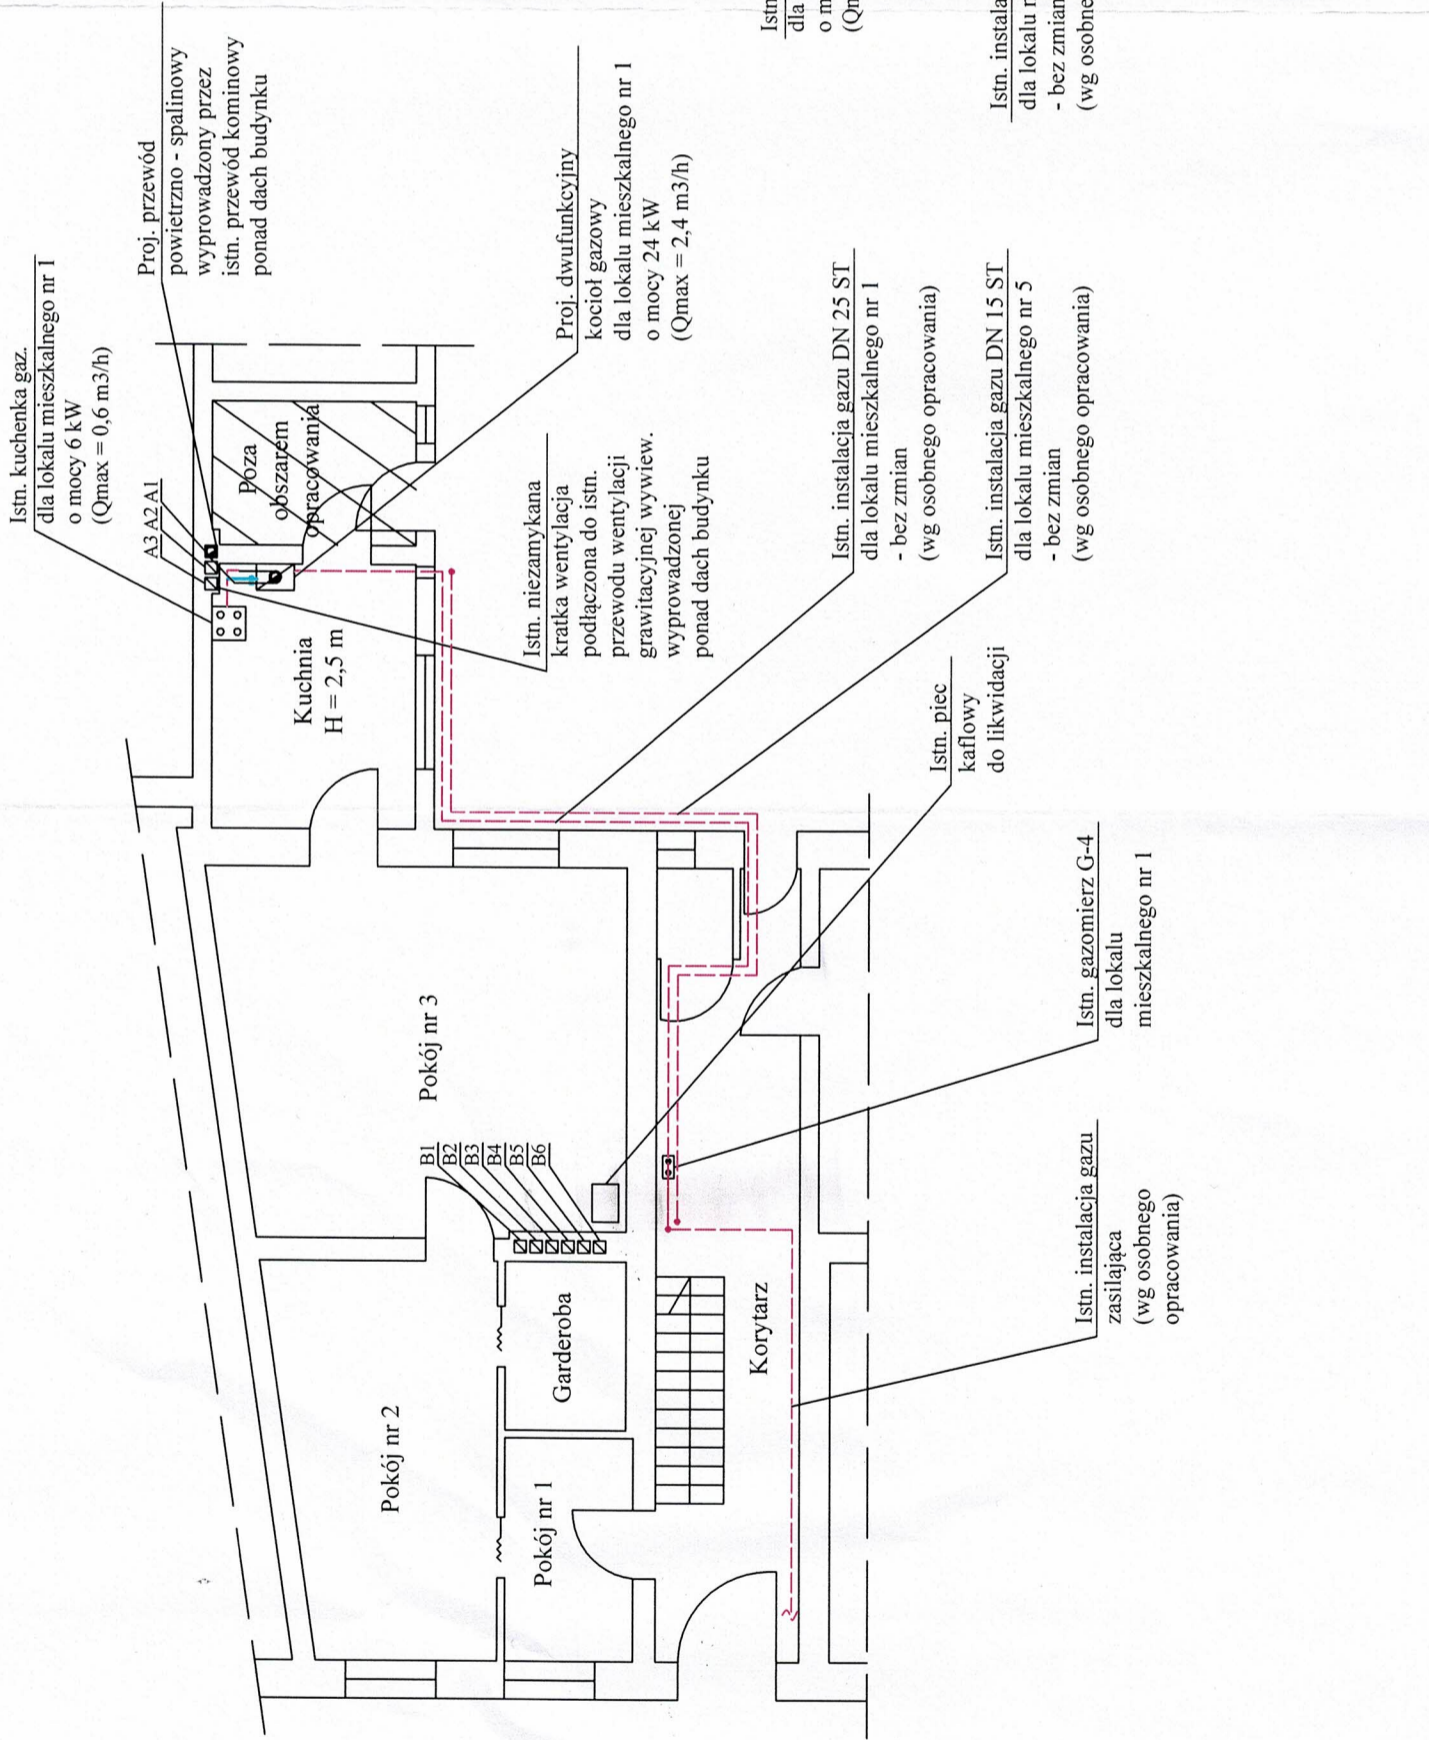 Istn. kuchenka gaz.
dla lokalu mieszkalnego nr 1
o mocy 6 kW
(Qmax = 0,6 m3/h)
Proj. przewód
powietrzno - spalinowy
wyprowadzony przez
istn. przewód kominowy
ponad dach budynku
A3 A2 A1
Poza
obszarem
opracowania
Proj. dwufunkcyjny
kocioł gazowy
dla lokalu mieszkalnego nr 1
o mocy 24 kW
(Qmax = 2,4 m3/h)
Kuchnia
H = 2,5 m
Istn. niezamykana
kratka wentylacja
podłączona do istn.
przewodu wentylacji
grawitacyjnej wywiew.
wyprowadzonej
ponad dach budynku
Istn. instalacja gazu DN 25 ST
dla lokalu mieszkalnego nr 1
- bez zmian
(wg osobnego opracowania)
Istn. instalacja gazu DN 15 ST
dla lokalu mieszkalnego nr 5
- bez zmian
(wg osobnego opracowania)
Istn. piec
kaflowy
do likwidacji
Istn. gazomierz G-4
dla lokalu
mieszkalnego nr 1
Istn. instalacja gazu
zasilająca
(wg osobnego
opracowania)
Pokój nr 3
B1
B2
B3
B4
B5
B6
Pokój nr 2
Garderoba
Pokój nr 1
Korytarz
Istn
dla
o m
(Qn
Istn. instala
dla lokalu
- bez zmian
(wg osobne